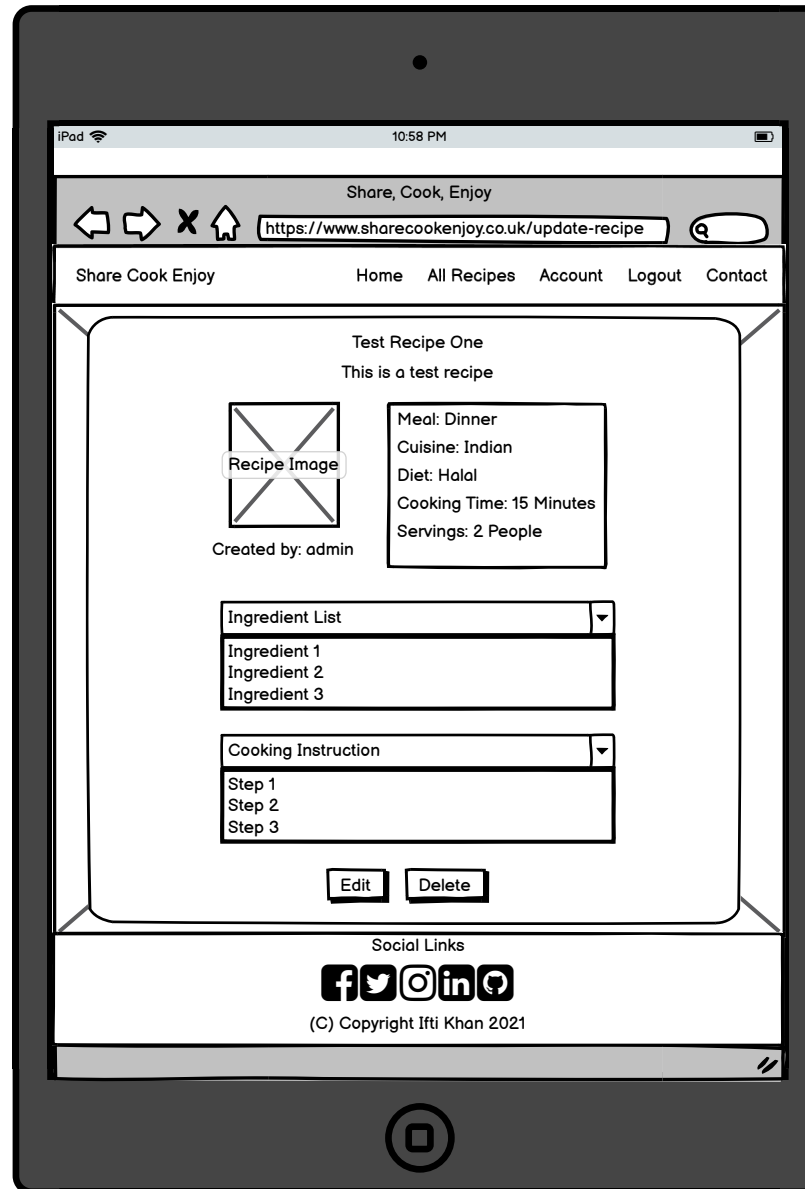 iPad 10:58 PM
Share, Cook, Enjoy
https://www.sharecookenjoy.co.uk/update-recipe
Share Cook Enjoy Home All Recipes Account Logout Contact
Test Recipe One
This is a test recipe
Recipe Image
Created by: admin
Meal: Dinner
Cuisine: Indian
Diet: Halal
Cooking Time: 15 Minutes
Servings: 2 People
Ingredient List
Ingredient 1
Ingredient 2
Ingredient 3
Cooking Instruction
Step 1
Step 2
Step 3
Edit Delete
Social Links
(C) Copyright Ifti Khan 2021